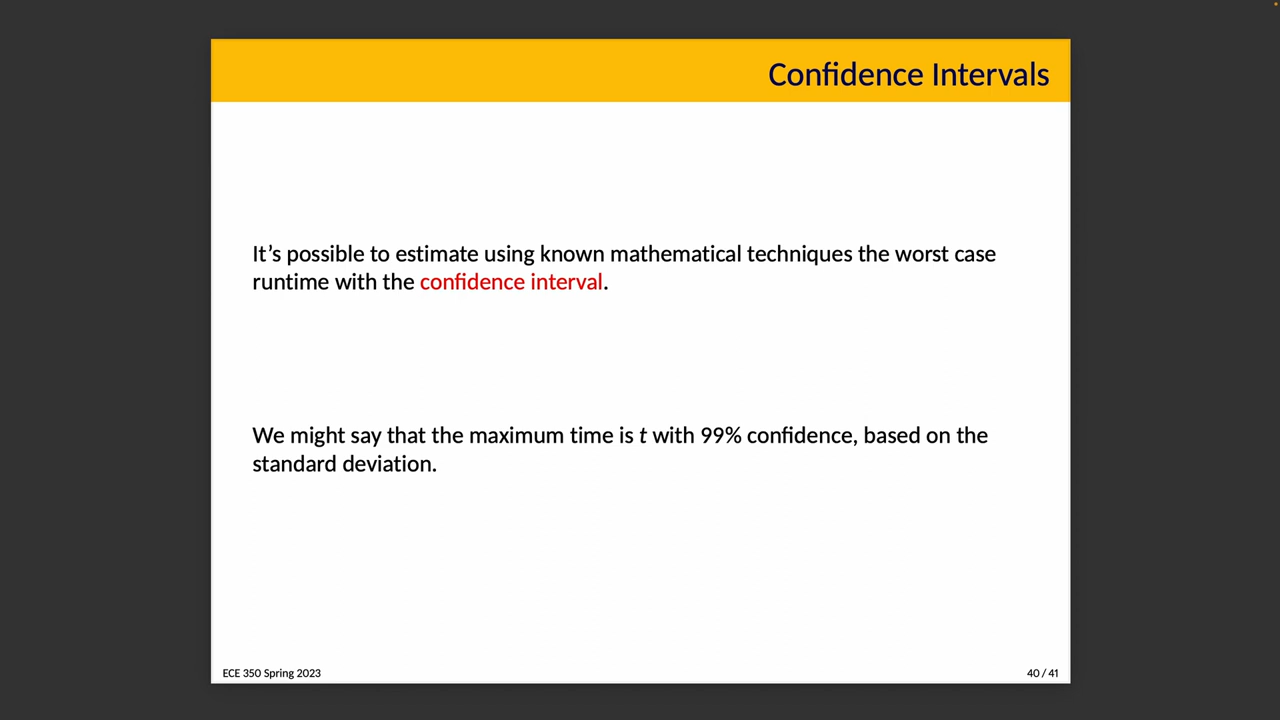 Confidence Intervals
It’s possible to estimate using known mathematical techniques the worst case
runtime with the confidence interval.
We might say that the maximum time is t with 99% confidence, based on the
standard deviation.
ECE 350 Spring 2023
40 / 41